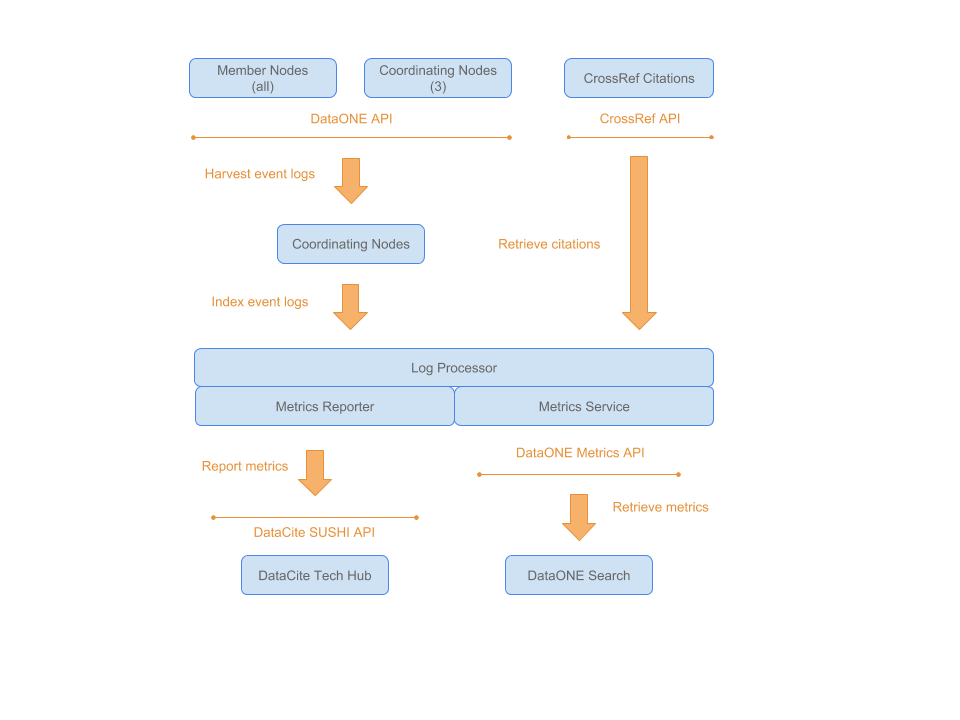 Member Nodes
(all)
Coordinating Nodes
(3)
CrossRef Citations
DataONE API
CrossRef API
Harvest event logs
Coordinating Nodes
Retrieve citations
Index event logs
Log Processor
Metrics Reporter
Metrics Service
DataONE Metrics API
Report metrics
Retrieve metrics
DataCite SUSHI API
DataCite Tech Hub
DataONE Search